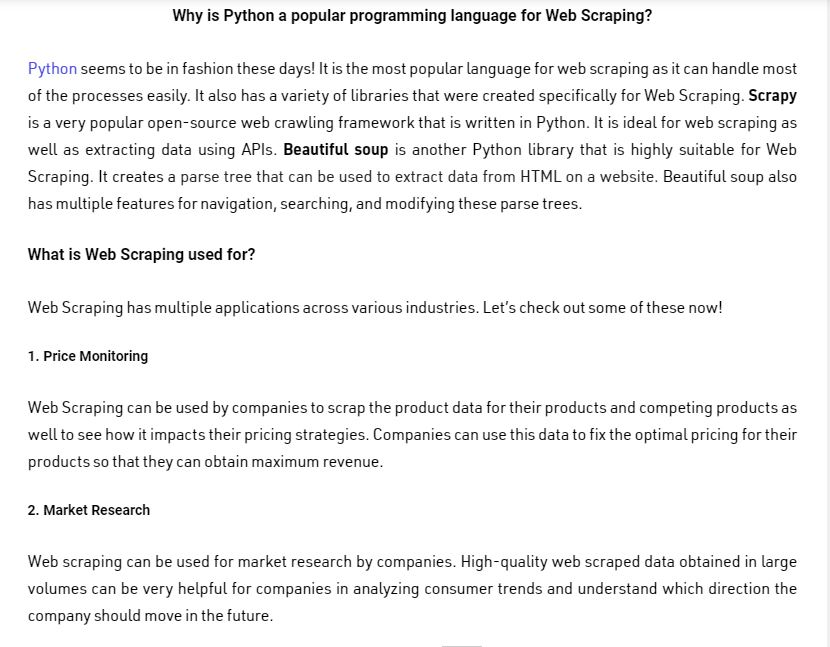 Why is Python a popular programming language for Web Scraping?
Python seems to be in fashion these days! It is the most popular language for web scraping as it can handle most
of the processes easily. It also has a variety of libraries that were created specifically for Web Scraping. Scrapy
is a very popular open-source web crawling framework that is written in Python. It is ideal for web scraping as
well as extracting data using APIs. Beautiful soup is another Python library that is highly suitable for Web
Scraping. It creates a parse tree that can be used to extract data from HTML on a website. Beautiful soup also
has multiple features for navigation, searching, and modifying these parse trees.
What is Web Scraping used for?
Web Scraping has multiple applications across various industries. Let's check out some of these now!
1. Price Monitoring
Web Scraping can be used by companies to scrap the product data for their products and competing products as
well to see how it impacts their pricing strategies. Companies can use this data to fix the optimal pricing for their
products so that they can obtain maximum revenue.
2. Market Research
Web scraping can be used for market research by companies. High-quality web scraped data obtained in large
volumes can be very helpful for companies in analyzing consumer trends and understand which direction the
company should move in the future.